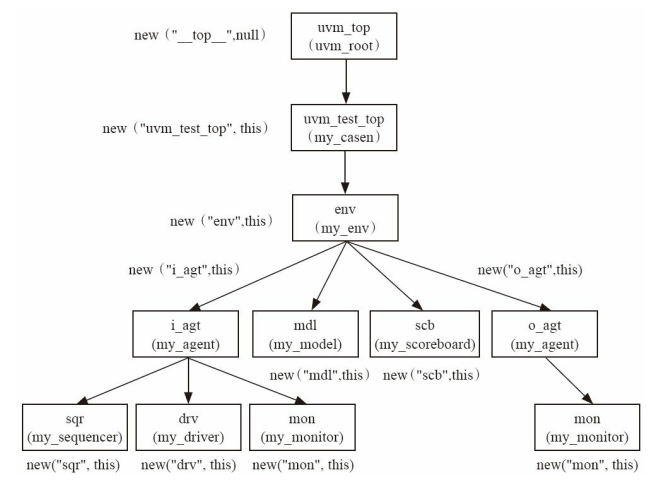 new（"__top__",null）
uvm_top
（uvm_root）
new（"uvm_test_top", this）
uvm_test_top
（my_casen）
new（"env",this）
env
（my_env）
new（"i_agt",this）
new("o_agt",this)
i_agt
(my_agent)
mdl
(my_model)
scb
(my_scoreboard)
o_agt
(my_agent)
new（"mdl",this）
new（"scb",this）
sqr
(my_sequencer)
drv
(my_driver)
mon
(my_monitor)
mon
(my_monitor)
new("sqr", this)
new("drv", this)
new("mon", this)
new("mon", this)